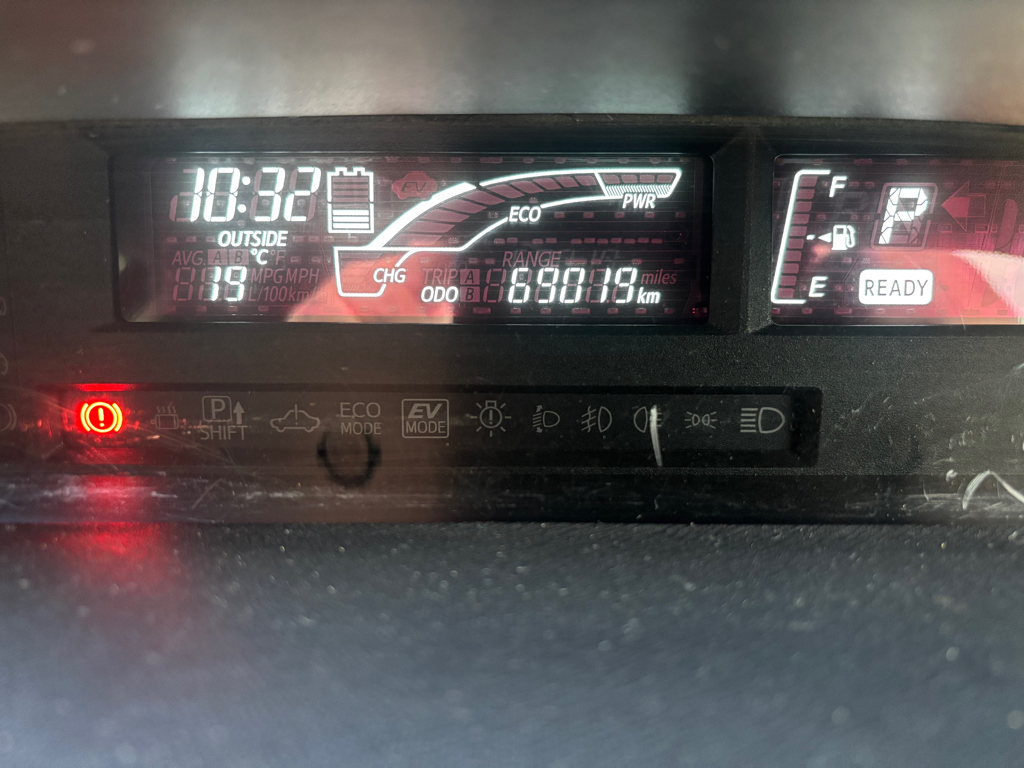 10:32
EV
ECO
PWR
F
P
OUTSIDE
AVG. A B °C °F
RANGE
19
MPG MPH
L/100km/h
CHG
TRIP A
B
ODO
69019 km
miles
E
READY
P
SHIFT
ECO
MODE
EV
MODE